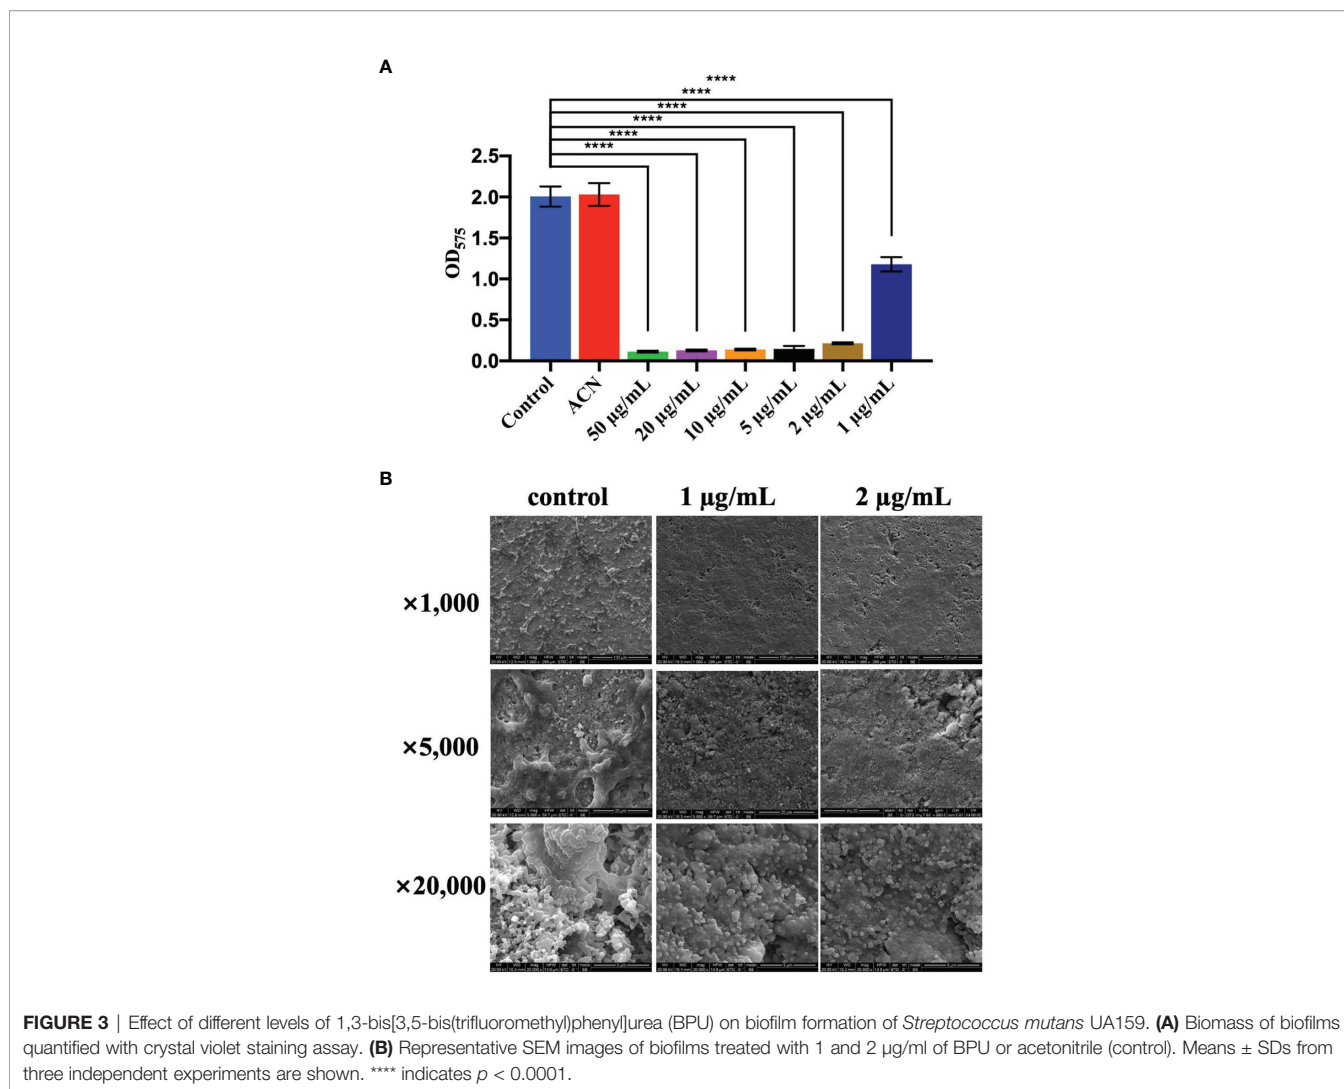 A
****
****
****
****
****
****
2.5
2.0
1.5
1.0
0.5
0.0
OD575
Control
ACN
50 µg/mL
20 µg/mL
10 µg/mL
5 µg/mL
2 µg/mL
1 µg/mL
B
control 1 µg/mL 2 µg/mL
×1,000
×5,000
×20,000
FIGURE 3 | Effect of different levels of 1,3-bis[3,5-bis(trifluoromethyl)phenyl]urea (BPU) on biofilm formation of Streptococcus mutans UA159. (A) Biomass of biofilms
quantified with crystal violet staining assay. (B) Representative SEM images of biofilms treated with 1 and 2 µg/ml of BPU or acetonitrile (control). Means ± SDs from
three independent experiments are shown. **** indicates p < 0.0001.